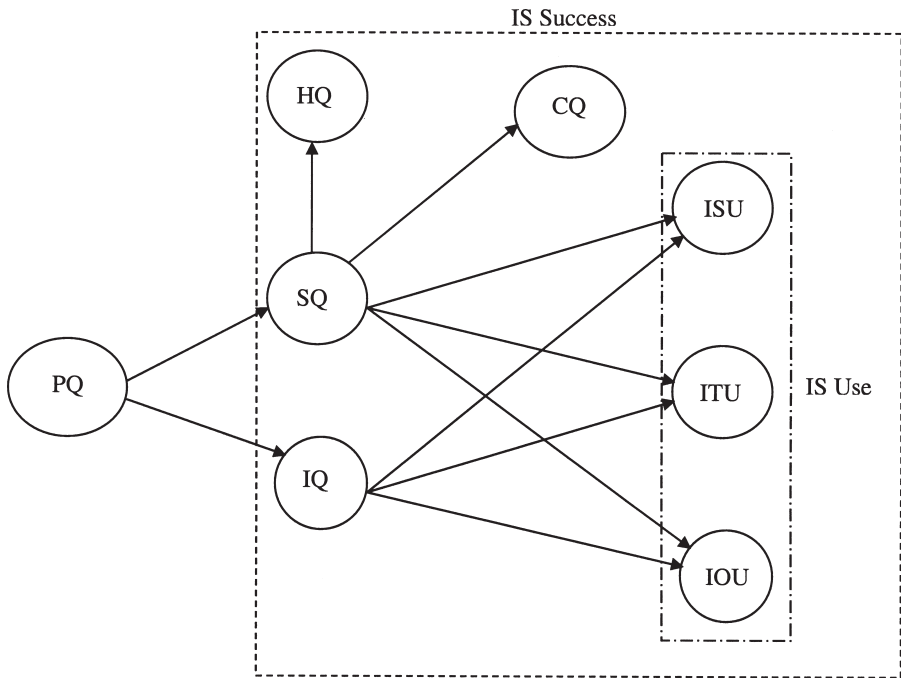 IS Success
HQ
CQ
ISU
SQ
PQ
ITU
IS Use
IQ
IOU